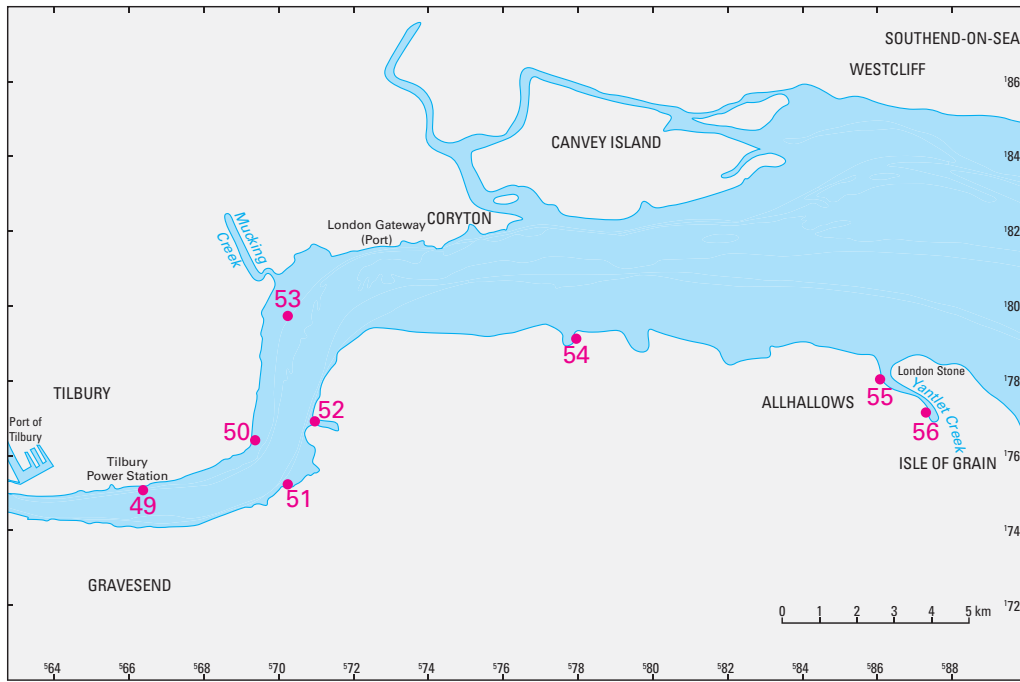 SOUTHEND-ON-SEA
WESTCLIFF
¹86
CANVEY ISLAND
¹84
Mucking
Creek
London Gateway
(Port)
CORYTON
¹82
53
¹80
54
London Stone
¹78
TILBURY
52
55
Yantlet Creek
ALLHALLOWS
Port of
Tilbury
50
56
¹76
ISLE OF GRAIN
Tilbury
Power Station
49
51
¹74
GRAVESEND
¹72
0 1 2 3 4 5 km
⁵64 ⁵66 ⁵68 ⁵70 ⁵72 ⁵74 ⁵76 ⁵78 ⁵80 ⁵82 ⁵84 ⁵86 ⁵88